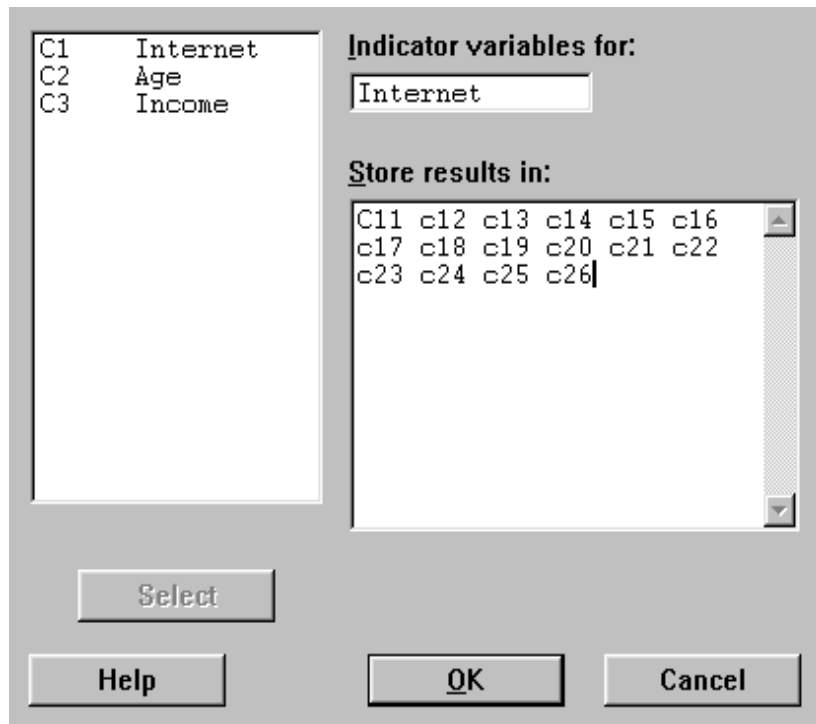 C1 Internet
C2 Age
C3 Income
Indicator variables for:
Internet
Store results in:
C11 c12 c13 c14 c15 c16
c17 c18 c19 c20 c21 c22
c23 c24 c25 c26
Select
Help
OK
Cancel